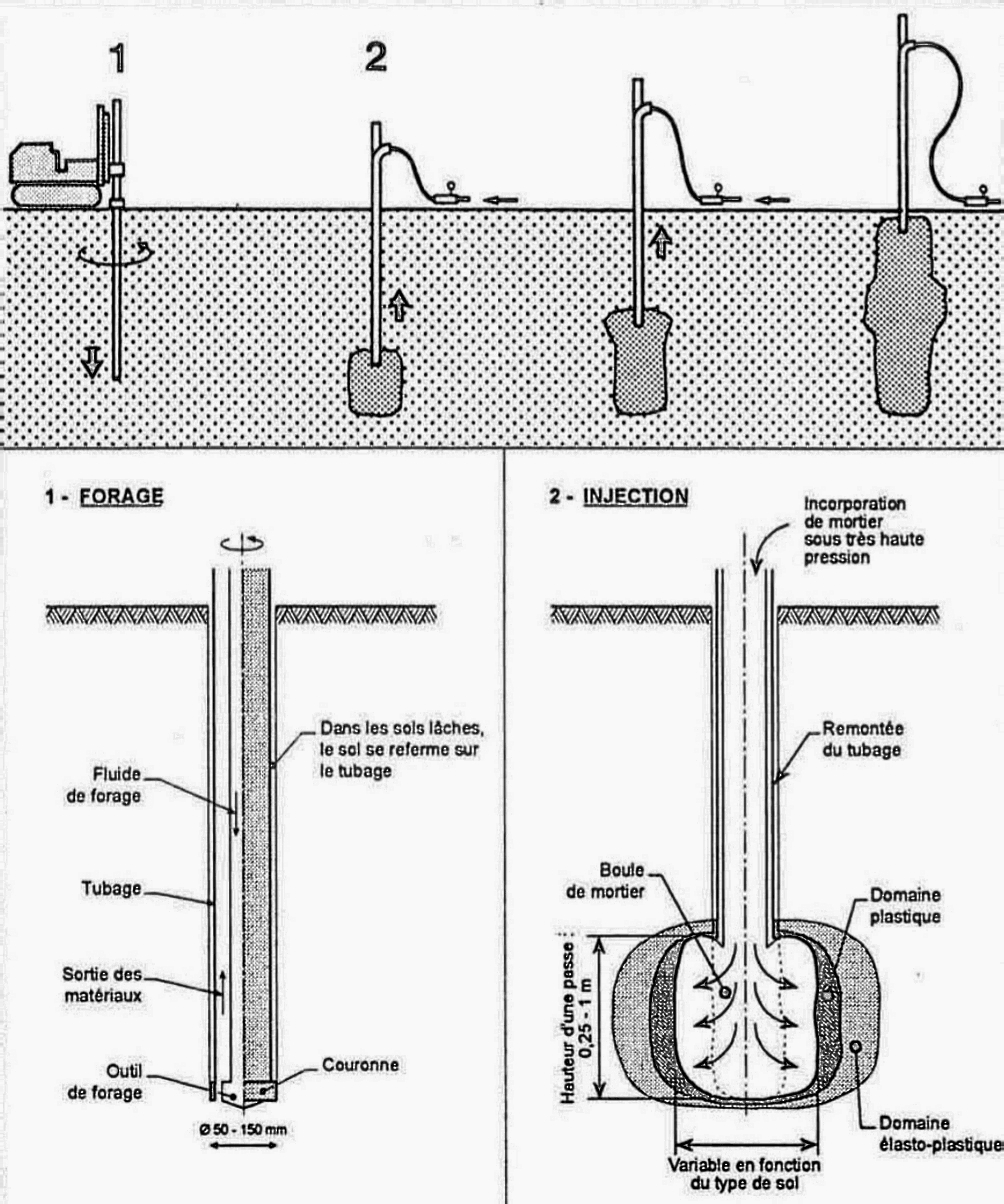 1
2
1 - FORAGE
Fluide
de forage
Tubage
Sortie des
matériaux
Outil
de forage
Dans les sols lâches,
le sol se referme sur
le tubage
Couronne
Ø 50 - 150 mm
2 - INJECTION
Incorporation
de mortier
sous très haute
pression
Remontée
du tubage
Boule
de mortier
Domaine
plastique
Hauteur d'une passe :
0,25 - 1 m
Domaine
élasto-plastique
Variable en fonction
du type de sol